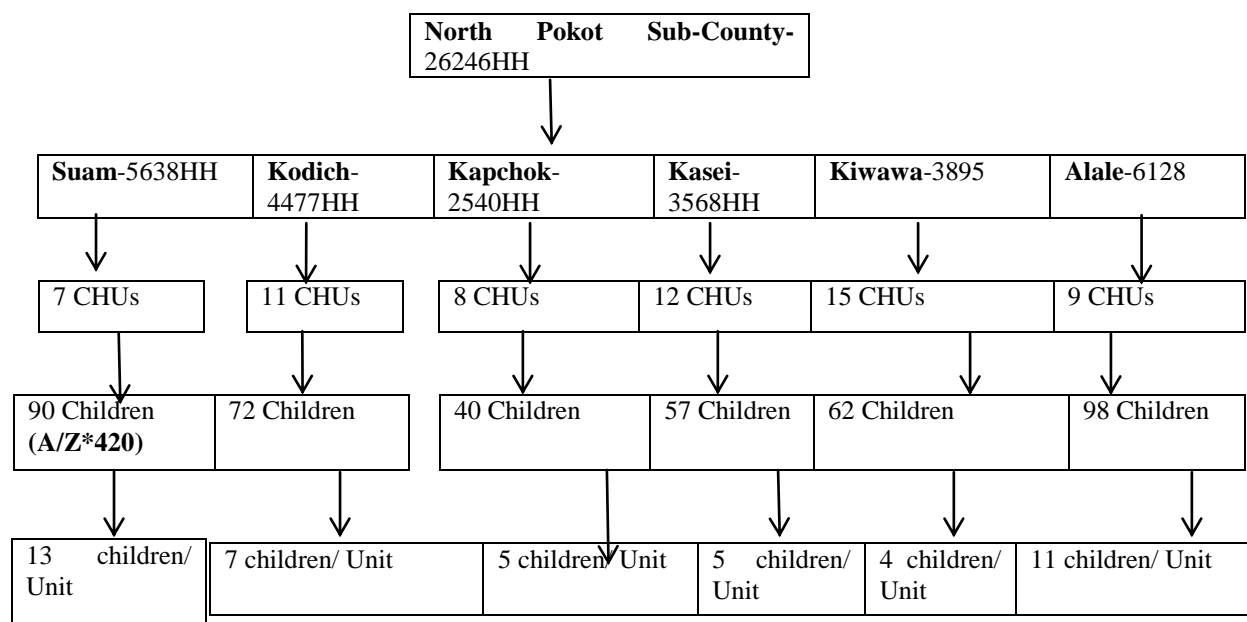 North Pokot Sub-County-
26246HH
Suam-5638HH
Kodich-
4477HH
Kapchok-
2540HH
Kasei-
3568HH
Kiwawa-3895
Alale-6128
7 CHUs
11 CHUs
8 CHUs
12 CHUs
15 CHUs
9 CHUs
90 Children
(A/Z*420)
72 Children
40 Children
57 Children
62 Children
98 Children
13 children/
Unit
7 children/ Unit
5 children/ Unit
5 children/
Unit
4 children/
Unit
11 children/ Unit